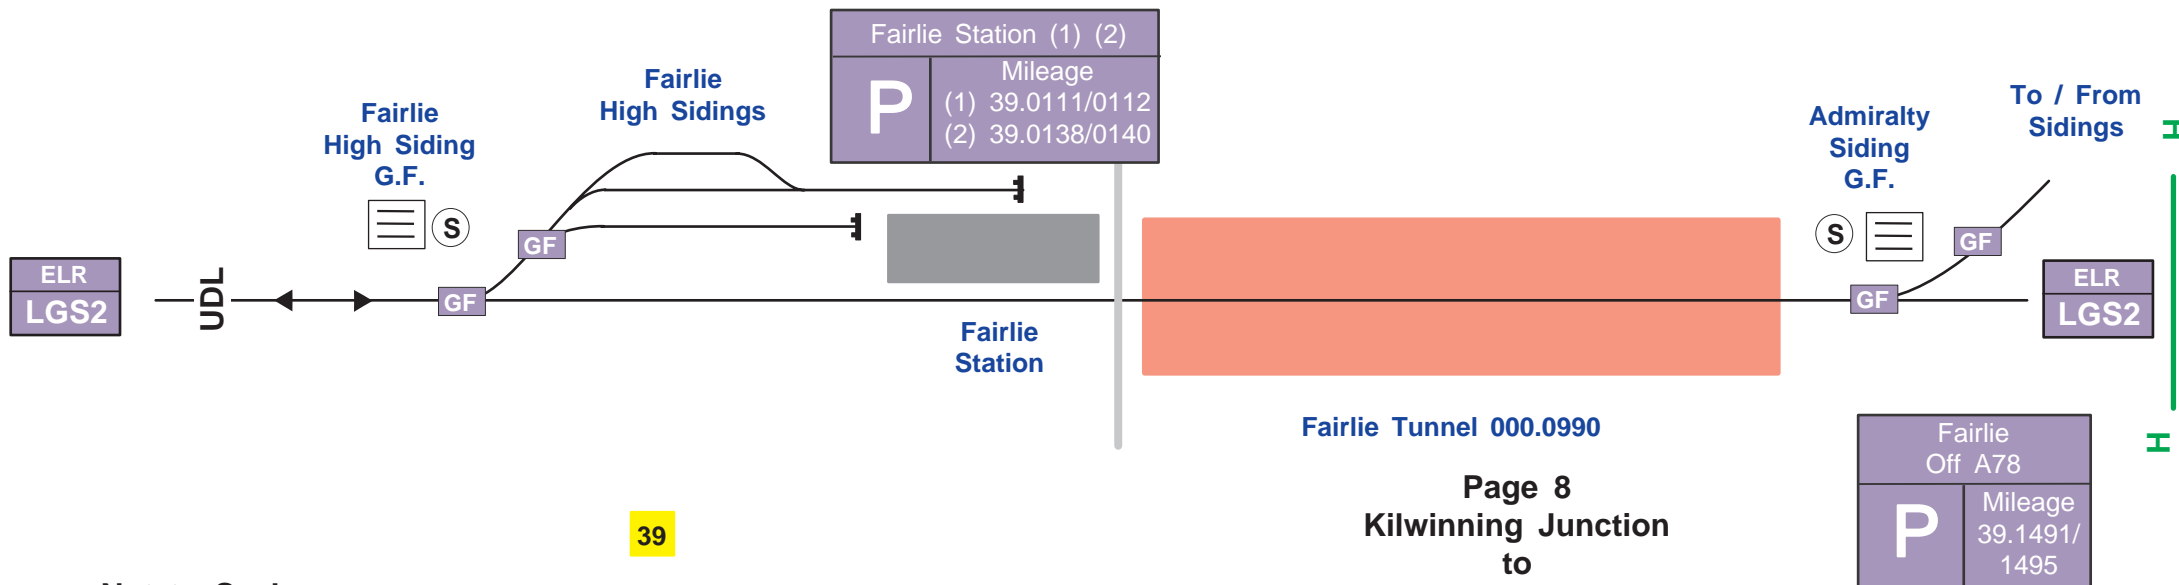 Fairlie Station (1) (2)
P
Mileage
(1) 39.0111/0112
(2) 39.0138/0140
Fairlie
High Sidings
Fairlie
High Siding
G.F.
S
Admiralty
Siding
G.F.
S
To / From
Sidings
H
GF
GF
GF
GF
ELR
LGS2
UDL
ELR
LGS2
Fairlie
Station
Fairlie Tunnel 000.0990
H
Page 8
Kilwinning Junction
to
Fairlie
Off A78
P
Mileage
39.1491/
1495
39